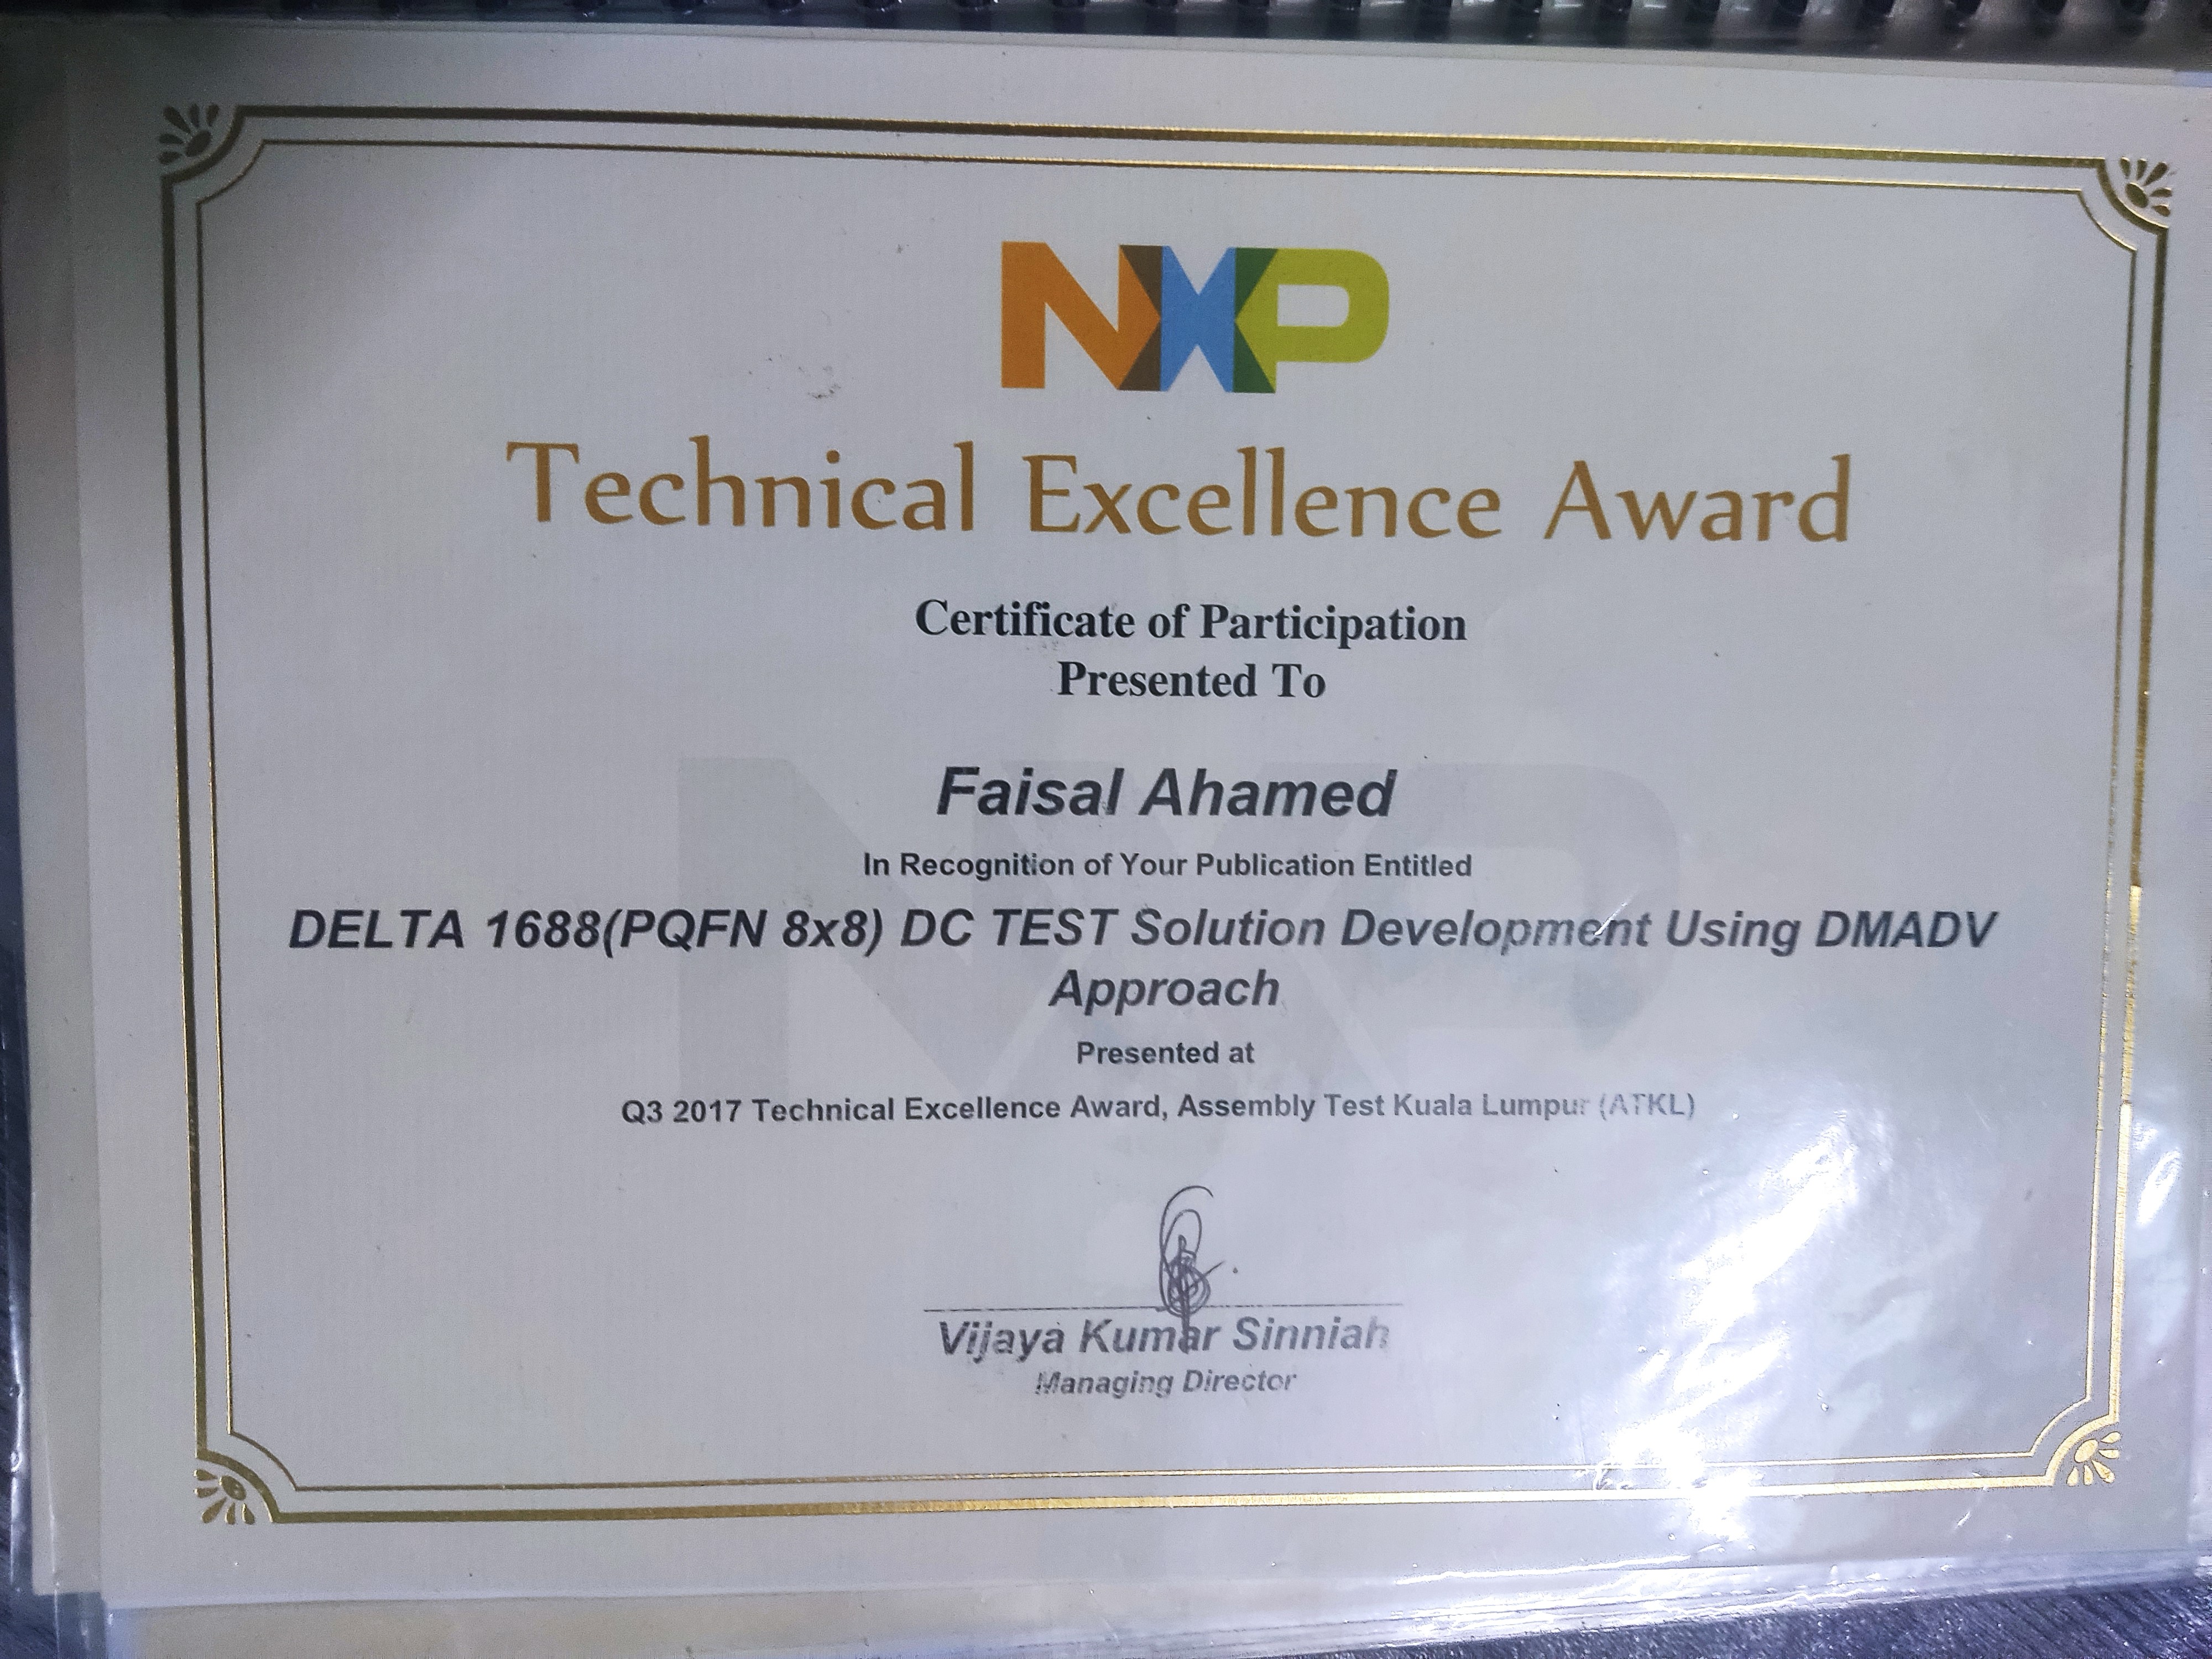 NXP
Technical Excellence Award
Certificate of Participation
Presented To
Faisal Ahamed
In Recognition of Your Publication Entitled
DELTA 1688(PQFN 8x8) DC TEST Solution Development Using DMADV
Approach
Presented at
Q3 2017 Technical Excellence Award, Assembly Test Kuala Lumpur (ATKL)
Vijaya Kumar Sinniah
Managing Director